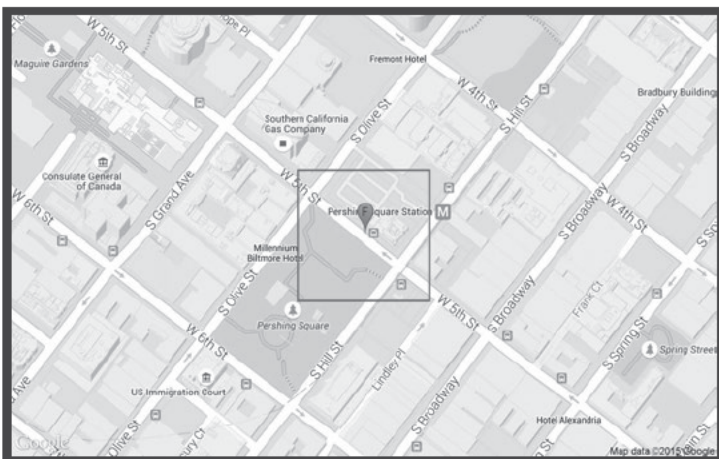 W 5th St
Maguire Gardens
Fremont Hotel
W 4th St
S Hill St
Bradbury Building
Southern California
Gas Company
S Olive St
S Broadway
Consulate General
of Canada
S Grand Ave
W 5th St
W 6th St
Pershing Square Station
M
W 4th St
S Broadway
Millennium
Biltmore Hotel
S Olive St
Frank Ct
Pershing Square
S Hill St
W 5th St
S Broadway
S Spring St
Spring Street
W 6th St
Lindley Pl
US Immigration Court
S Broadway
Hotel Alexandria
Olive St
Google
Map data ©2015 Google